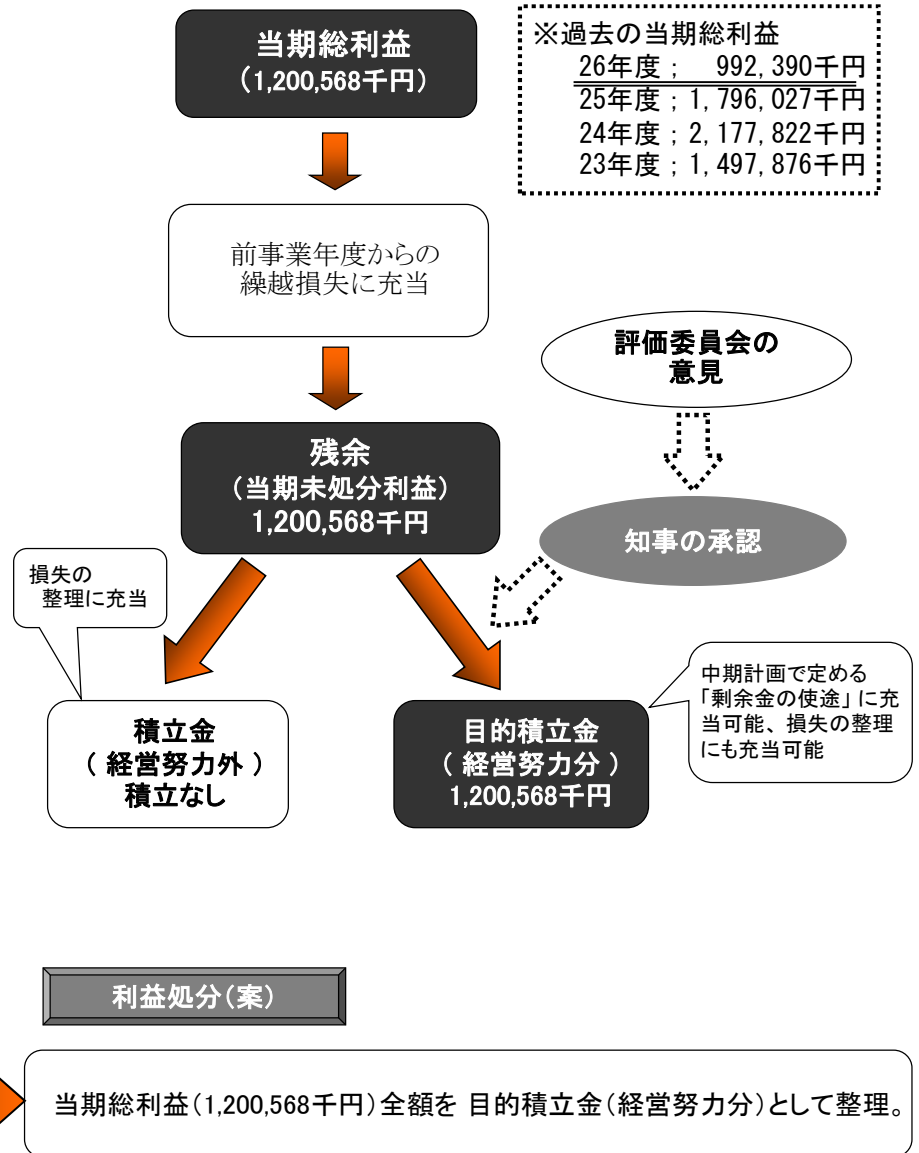 当期総利益
（1,200,568千円）
※過去の当期総利益
26年度； 992,390千円
25年度；1,796,027千円
24年度；2,177,822千円
23年度；1,497,876千円
前事業年度からの
繰越損失に充当
評価委員会の
意見
残余
（当期未処分利益）
1,200,568千円
知事の承認
損失の
整理に充当
中期計画で定める
「剰余金の使途」に充
当可能、損失の整理
にも充当可能
積立金
（ 経営努力外 ）
積立なし
目的積立金
（ 経営努力分 ）
1,200,568千円
利益処分（案）
当期総利益（1,200,568千円）全額を 目的積立金（経営努力分）として整理。